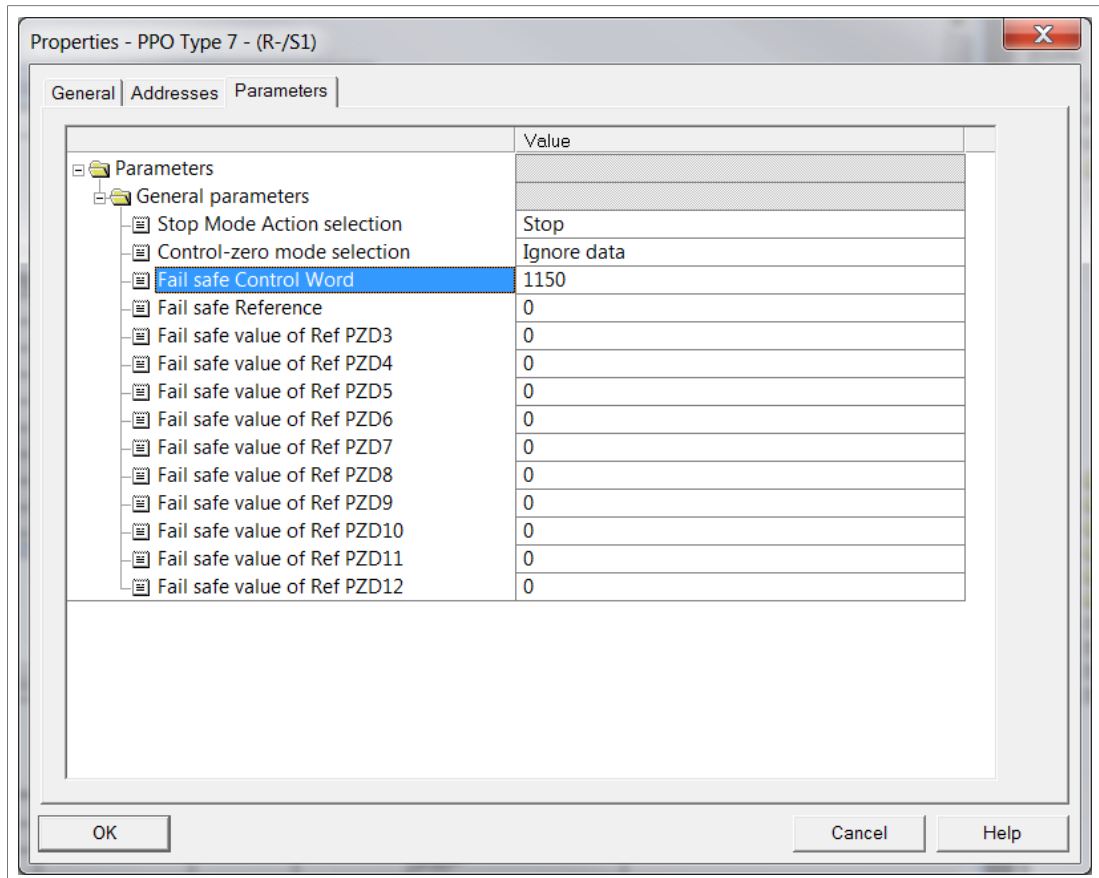 Properties - PPO Type 7 - (R-/S1)
X
General Addresses Parameters
Value
Parameters
General parameters
Stop Mode Action selection Stop
Control-zero mode selection Ignore data
Fail safe Control Word 1150
Fail safe Reference 0
Fail safe value of Ref PZD3 0
Fail safe value of Ref PZD4 0
Fail safe value of Ref PZD5 0
Fail safe value of Ref PZD6 0
Fail safe value of Ref PZD7 0
Fail safe value of Ref PZD8 0
Fail safe value of Ref PZD9 0
Fail safe value of Ref PZD10 0
Fail safe value of Ref PZD11 0
Fail safe value of Ref PZD12 0
OK Cancel Help